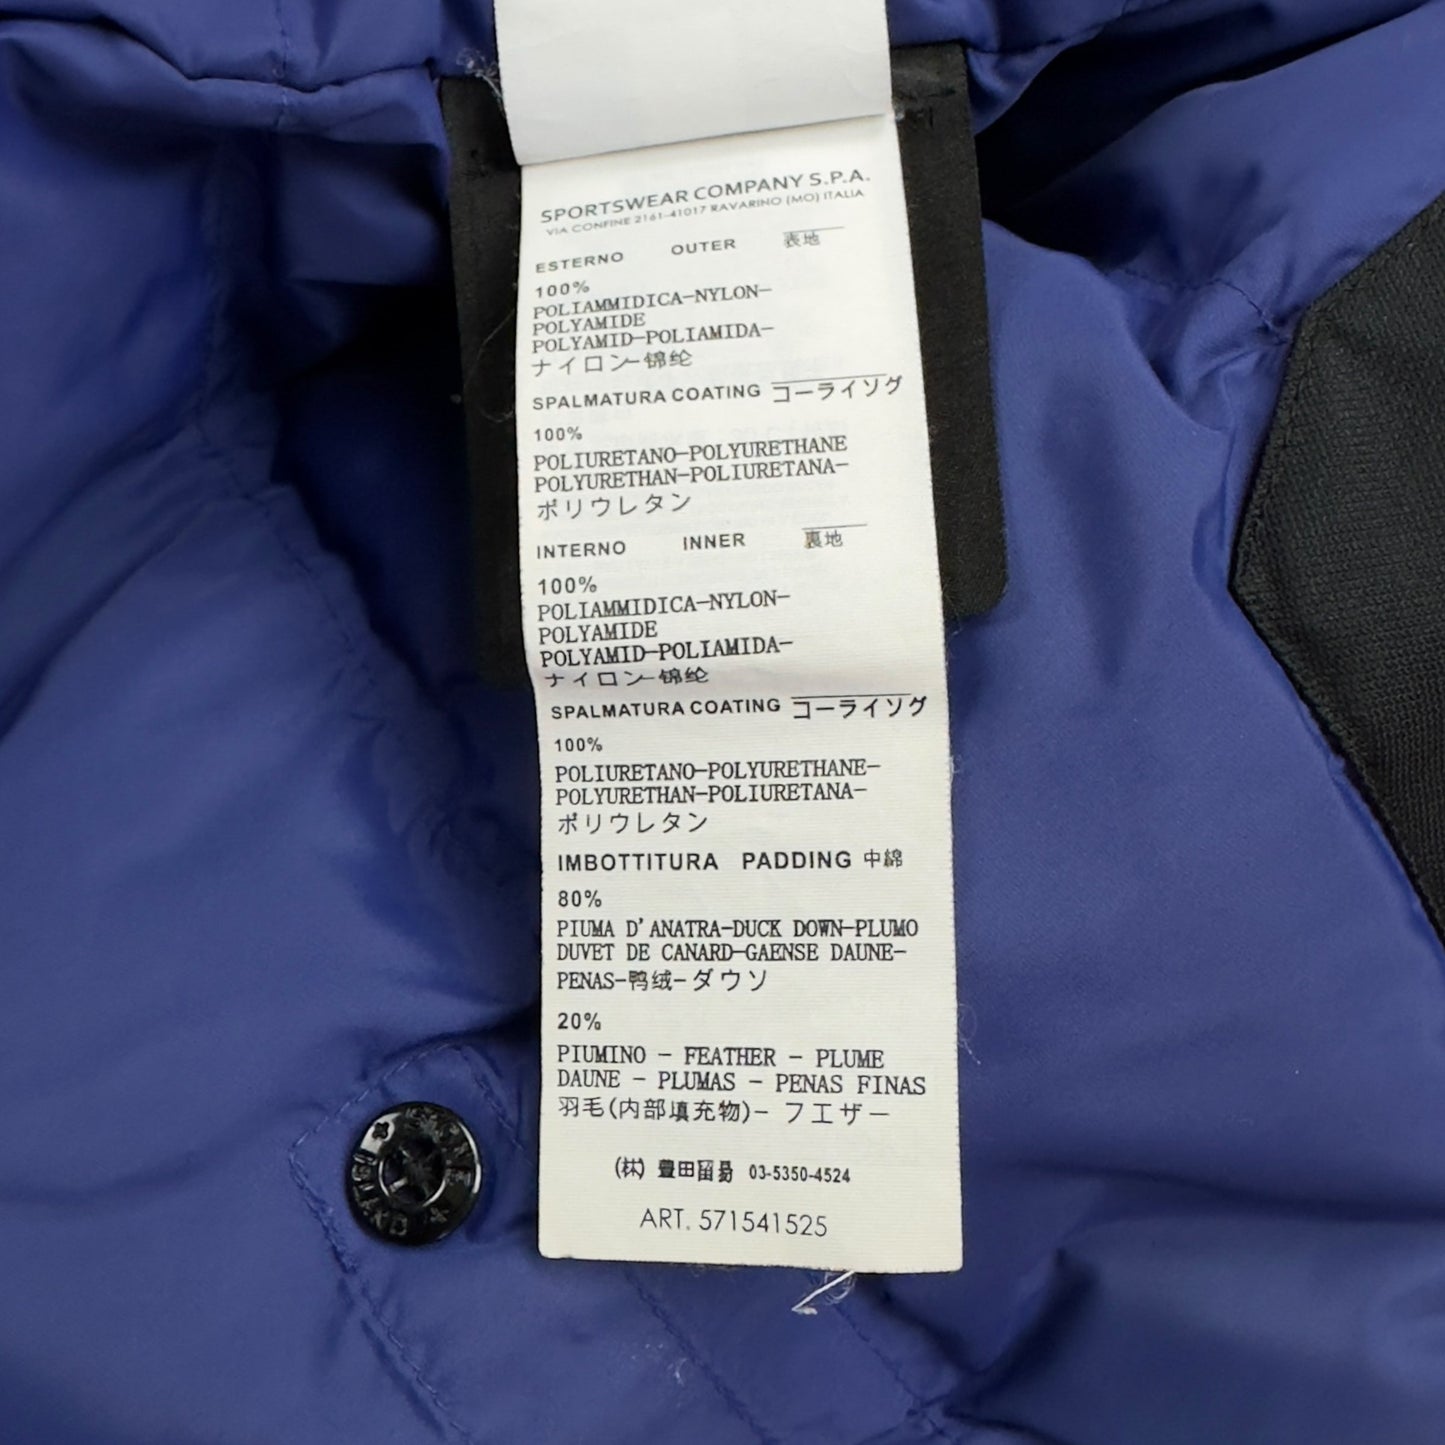 SPORTSWEAR COMPANY S.P.A.
VIA CONFINE 2161-41017 RAVARINO (MO) ITALIA
ESTERNO OUTER 表地
100%
POLIAMMIDICA-NYLON-
POLYAMIDE
POLYAMID-POLIAMIDA-
ナイロン-锦纶
SPALMATURA COATING コーライソグ
100%
POLIURETANO-POLYURETHANE
POLYURETHAN-POLIURETANA-
ポリウレタン
INTERNO INNER 裏地
100%
POLIAMMIDICA-NYLON-
POLYAMIDE
POLYAMID-POLIAMIDA-
ナイロン-锦纶
SPALMATURA COATING コーライソグ
100%
POLIURETANO-POLYURETHANE-
POLYURETHAN-POLIURETANA-
ポリウレタン
IMBOTTITURA PADDING 中綿
80%
PIUMA D'ANATRA-DUCK DOWN-PLUMO
DUVET DE CANARD-GAENSE DAUNE-
PENAS-鸭绒-ダウソ
20%
PIUMINO - FEATHER - PLUME
DAUNE - PLUMAS - PENAS FINAS
羽毛(内部填充物)- フエザー
(株) 豊田留易 03-5350-4524
ART. 571541525
STONE ISLAND